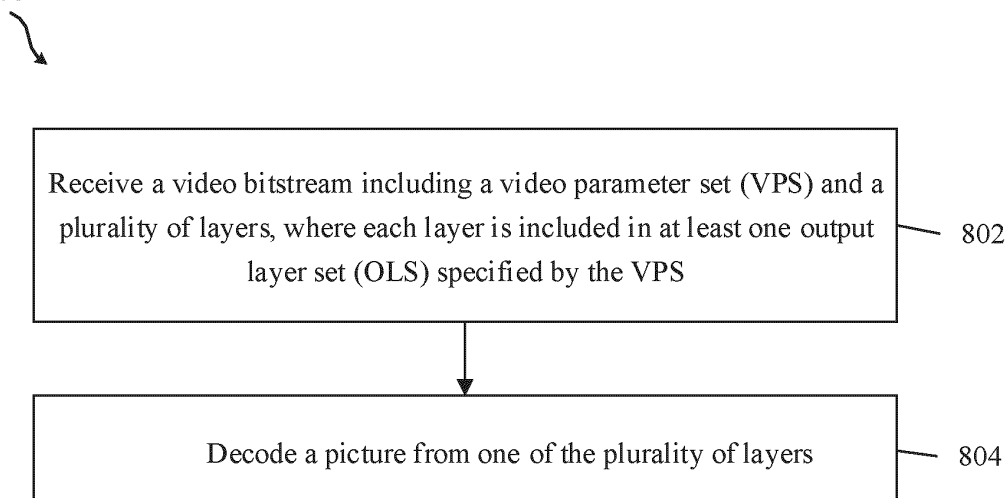 Receive a video bitstream including a video parameter set (VPS) and a
plurality of layers, where each layer is included in at least one output
layer set (OLS) specified by the VPS
802
Decode a picture from one of the plurality of layers
804